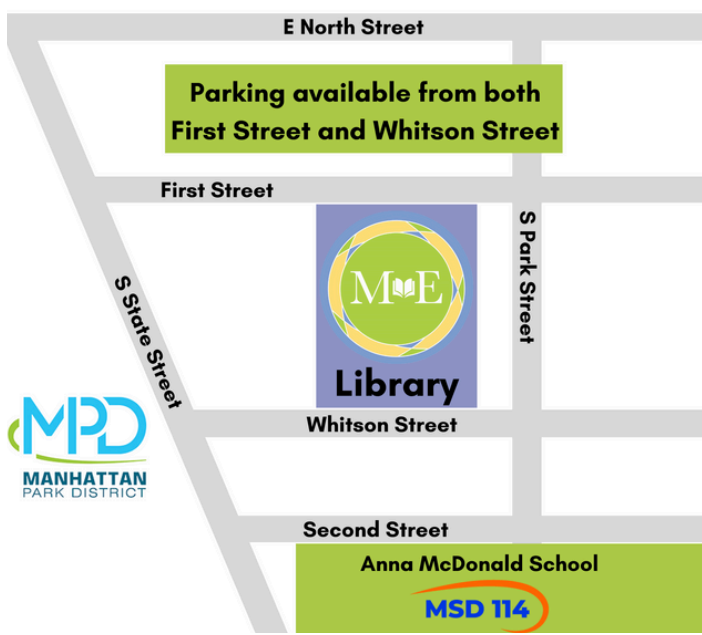 E North Street
Parking available from both
First Street and Whitson Street
First Street
S Park Street
M E
Library
S State Street
Whitson Street
MPD
MANHATTAN
PARK DISTRICT
Second Street
Anna McDonald School
MSD 114